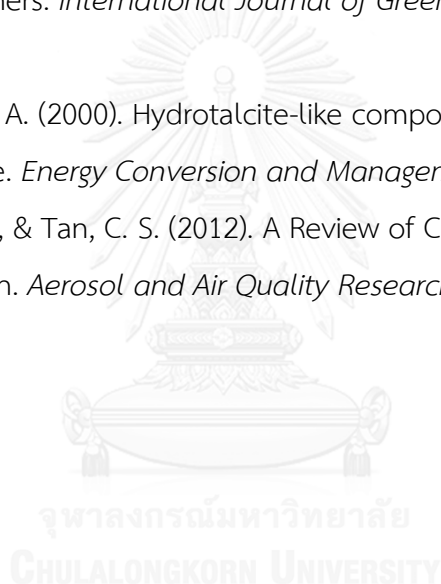 ners. International Journal of Green
A. (2000). Hydrotalcite-like compo
e. Energy Conversion and Manager
, & Tan, C. S. (2012). A Review of C
n. Aerosol and Air Quality Research
จุฬาลงกรณ์มหาวิทยาลัย
CHULALONGKORN UNIVERSITY